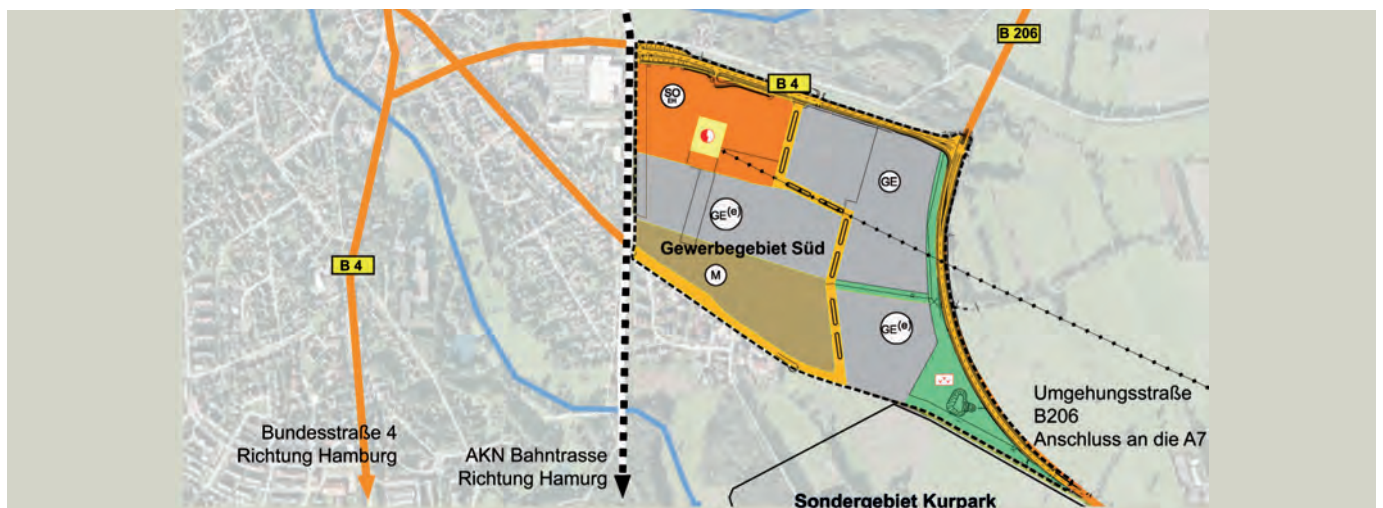 B 206
B 4
SO
EH
GE
GE(e)
Gewerbegebiet Süd
M
B 4
GE(e)
Umgehungsstraße
B206
Anschluss an die A7
Bundesstraße 4
Richtung Hamburg
AKN Bahntrasse
Richtung Hamurg
Sondergebiet Kurpark